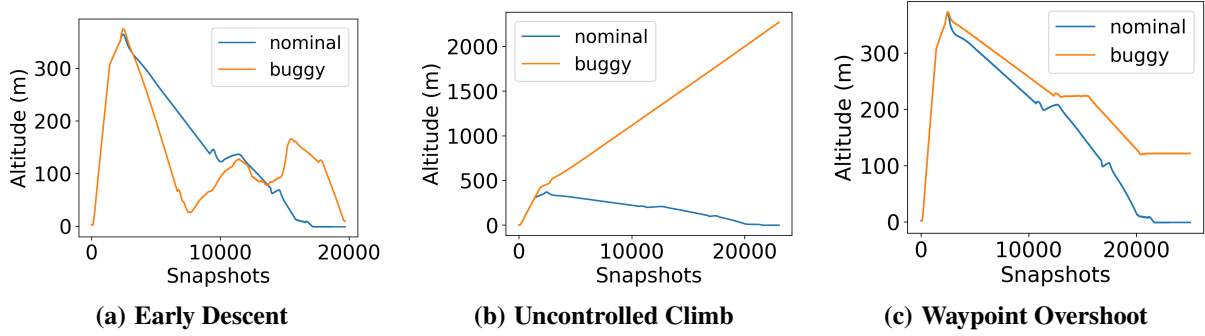 nominal
buggy
300
200
100
0
Altitude (m)
0
10000
20000
Snapshots
(a) Early Descent
nominal
buggy
2000
1500
1000
500
0
Altitude (m)
0
10000
20000
Snapshots
(b) Uncontrolled Climb
nominal
buggy
300
200
100
0
Altitude (m)
0
10000
20000
Snapshots
(c) Waypoint Overshoot